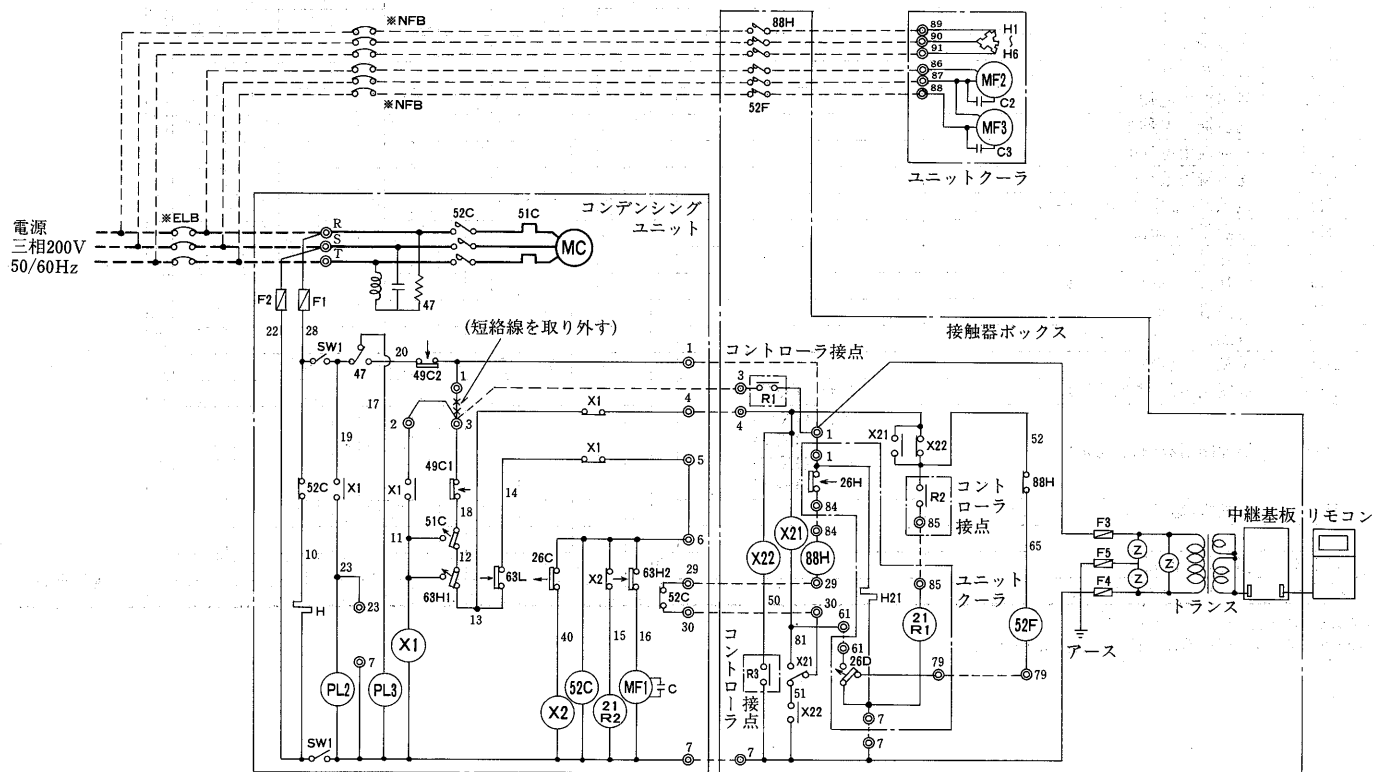 ※NFB
88H
89
90
91
H1
〜
H6
86
87
88
MF2
C2
MF3
C3
※NFB
52F
ユニットクーラ
コンデンシング
ユニット
電源
三相200V
50/60Hz
※ELB
R
S
T
52C
51C
MC
F2
F1
47
22
28
(短絡線を取り外す)
接触器ボックス
SW1
47
20
49C2
1
1
コントローラ接点
3
R1
17
X1
4
4
2
3
1
X21
X22
52
19
X1
5
1
49C1
14
26H
88H
52C
X1
X1
18
84
R2
コント
ローラ
接点
51C
84
85
中継基板
リモコン
F3
10
11
12
26C
6
X22
X21
88H
65
F5
Z
Z
Z
F4
トランス
23
63L
X2
63H2
29
29
85
ユニット
クーラ
H
23
63H1
52C
50
30
H21
13
30
61
21
R1
52F
アース
X1
40
15
16
81
61
7
コントローラ
接点
R3
X21
26D
79
79
PL2
PL3
52C
MF1
C
51
X2
21
R2
X22
7
SW1
7
7
7